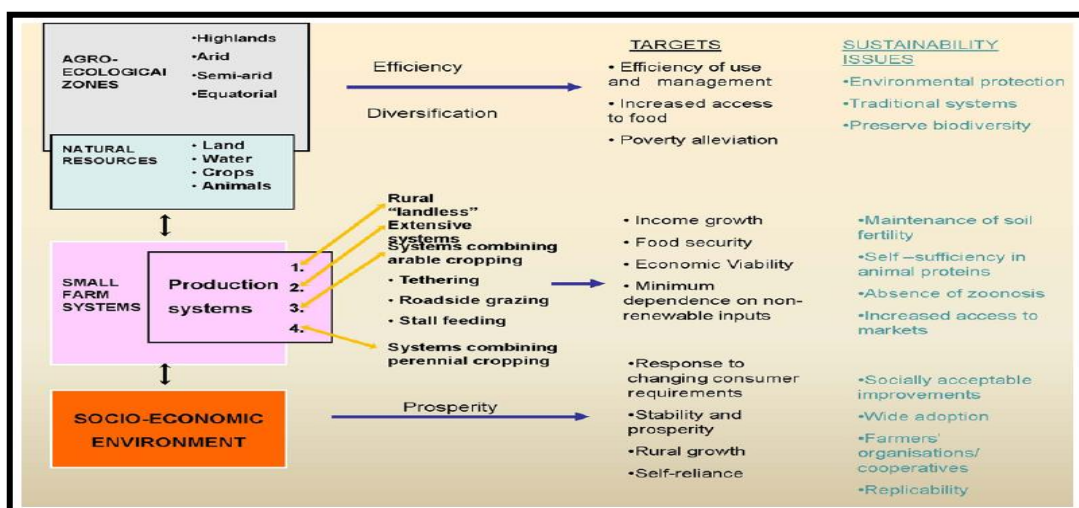 AGRO-
ECOLOGICAL
ZONES
•Highlands
•Arid
•Semi-arid
•Equatorial
NATURAL
RESOURCES
• Land
• Water
• Crops
• Animals
Efficiency
Diversification
TARGETS
• Efficiency of use
and management
• Increased access
to food
• Poverty alleviation
SUSTAINABILITY
ISSUES
•Environmental protection
•Traditional systems
•Preserve biodiversity
SMALL
FARM
SYSTEMS
Production
systems
1.
2.
3.
4.
Rural
"landless"
Extensive
systems
Systems combining
arable cropping
• Tethering
• Roadside grazing
• Stall feeding
Systems combining
perennial cropping
• Income growth
• Food security
• Economic Viability
• Minimum
dependence on non-
renewable inputs
•Maintenance of soil
fertility
•Self –sufficiency in
animal proteins
•Absence of zoonosis
•Increased access to
markets
SOCIO-ECONOMIC
ENVIRONMENT
Prosperity
•Response to
changing consumer
requirements
•Stability and
prosperity
•Rural growth
•Self-reliance
•Socially acceptable
improvements
•Wide adoption
•Farmers'
organisations/
cooperatives
•Replicability